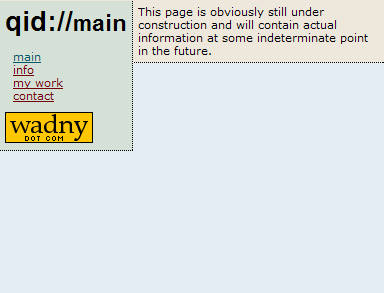 qid://main
main
info
my work
contact
wadny
DOT COM
This page is obviously still under
construction and will contain actual
information at some indeterminate point
in the future.